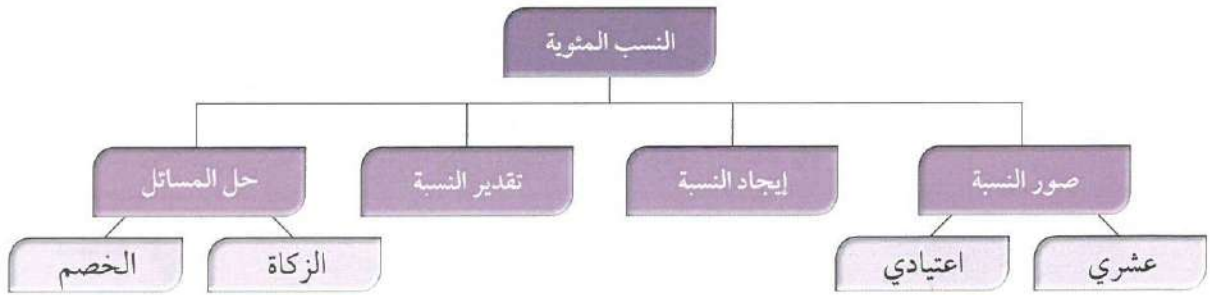 النسب المئوية
صور النسبة
إيجاد النسبة
تقدير النسبة
حل المسائل
عشري
اعتيادي
الزكاة
الخصم